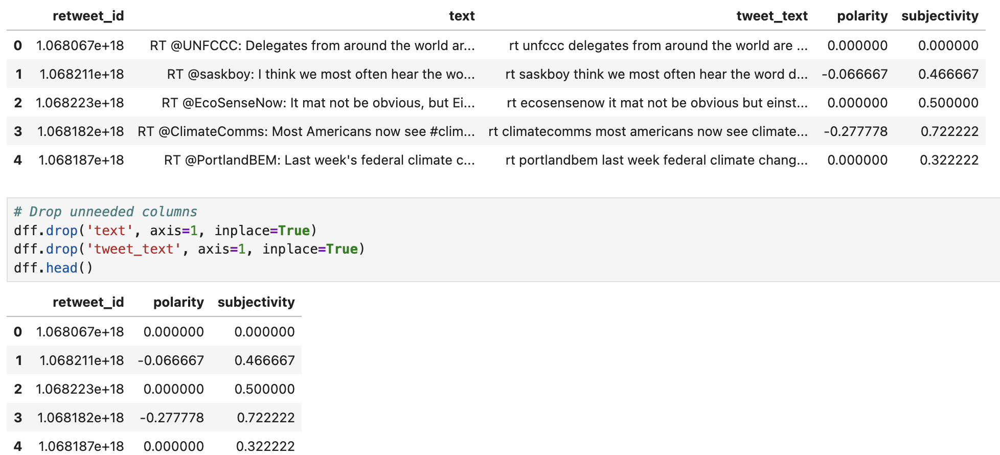 retweet_id text tweet_text polarity subjectivity
0 1.068067e+18 RT @UNFCCC: Delegates from around the world ar... rt unfccc delegates from around the world are ... 0.000000 0.000000
1 1.068211e+18 RT @saskboy: I think we most often hear the wo... rt saskboy think we most often hear the word d... -0.066667 0.466667
2 1.068223e+18 RT @EcoSenseNow: It mat not be obvious, but Ei... rt ecosensenow it mat not be obvious but einst... 0.000000 0.500000
3 1.068182e+18 RT @ClimateComms: Most Americans now see #clim... rt climatecomms most americans now see climate... -0.277778 0.722222
4 1.068187e+18 RT @PortlandBEM: Last week's federal climate c... rt portlandbem last week federal climate chang... 0.000000 0.322222
# Drop unneeded columns
dff.drop('text', axis=1, inplace=True)
dff.drop('tweet_text', axis=1, inplace=True)
dff.head()
retweet_id polarity subjectivity
0 1.068067e+18 0.000000 0.000000
1 1.068211e+18 -0.066667 0.466667
2 1.068223e+18 0.000000 0.500000
3 1.068182e+18 -0.277778 0.722222
4 1.068187e+18 0.000000 0.322222